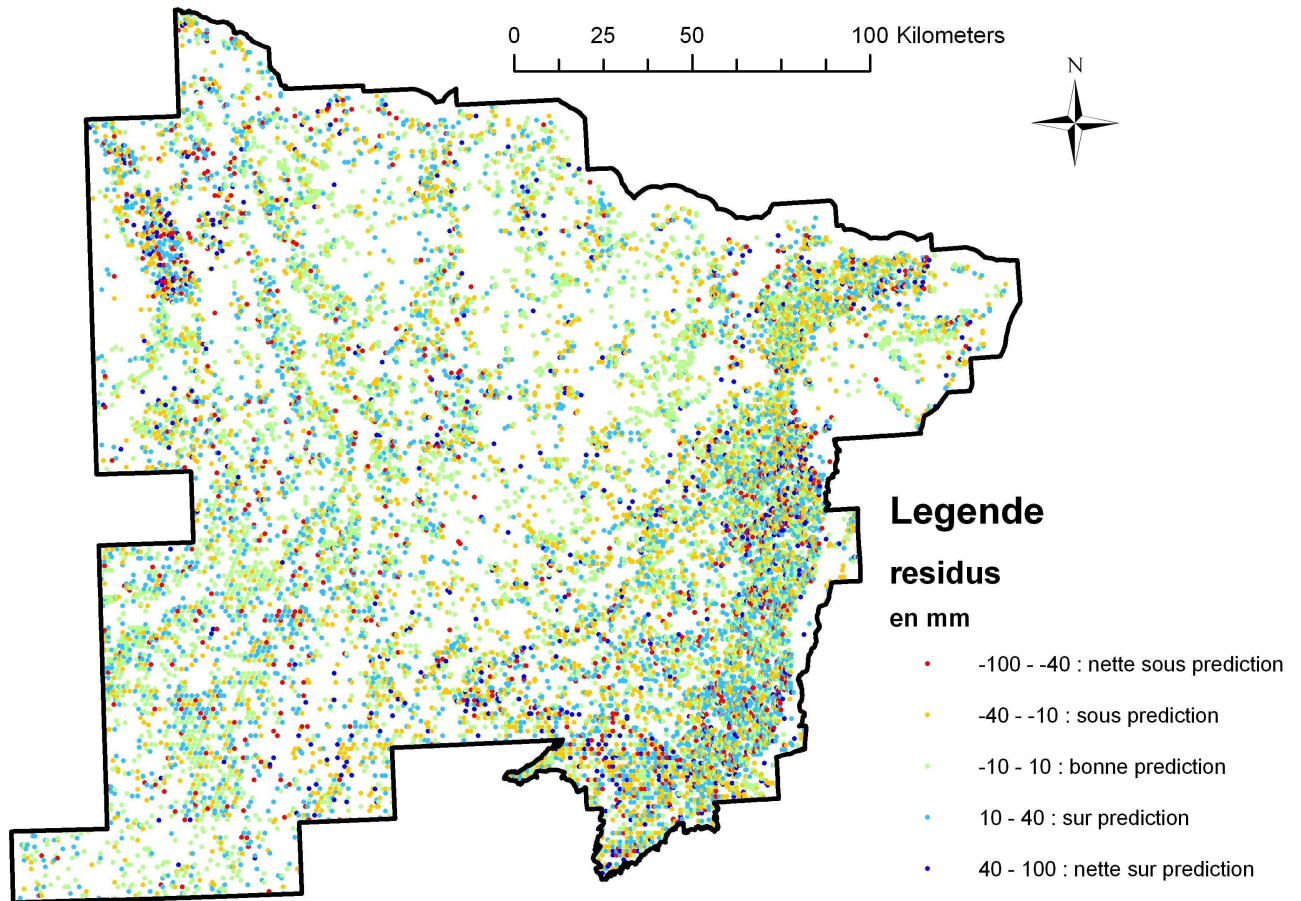 0 25 50 100 Kilometers
N
Legende
residus
en mm
-100 - -40 : nette sous prediction
-40 - -10 : sous prediction
-10 - 10 : bonne prediction
10 - 40 : sur prediction
40 - 100 : nette sur prediction